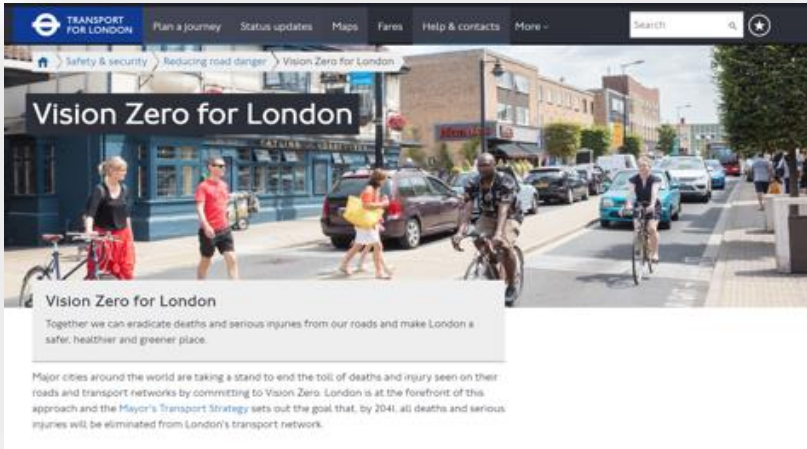 TRANSPORT
FOR LONDON
Plan a journey
Status updates
Maps
Fares
Help & contacts
More
Search
Safety & security
Reducing road danger
Vision Zero for London
Vision Zero for London
Vision Zero for London
Together we can eradicate deaths and serious injuries from our roads and make London a
safer, healthier and greener place.
Major cities around the world are taking a stand to end the toll of deaths and injury seen on their
roads and transport networks by committing to Vision Zero. London is at the forefront of this
approach and the Mayor's Transport Strategy sets out the goal that, by 2041, all deaths and serious
injuries will be eliminated from London's transport network.